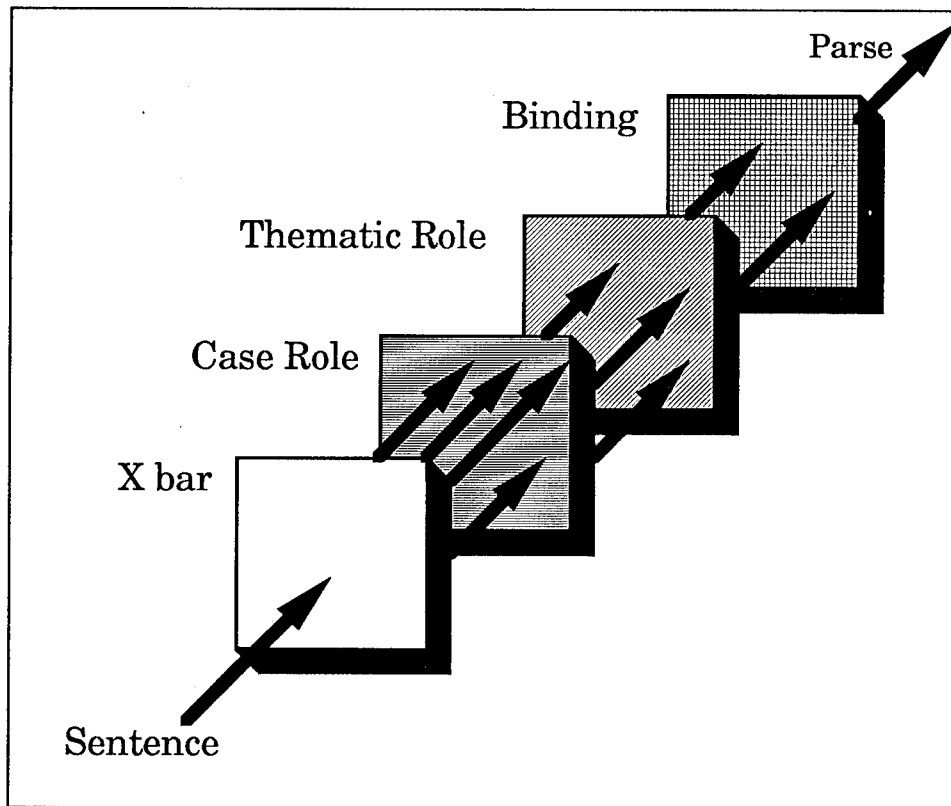 Parse
Binding
Thematic Role
Case Role
X bar
Sentence